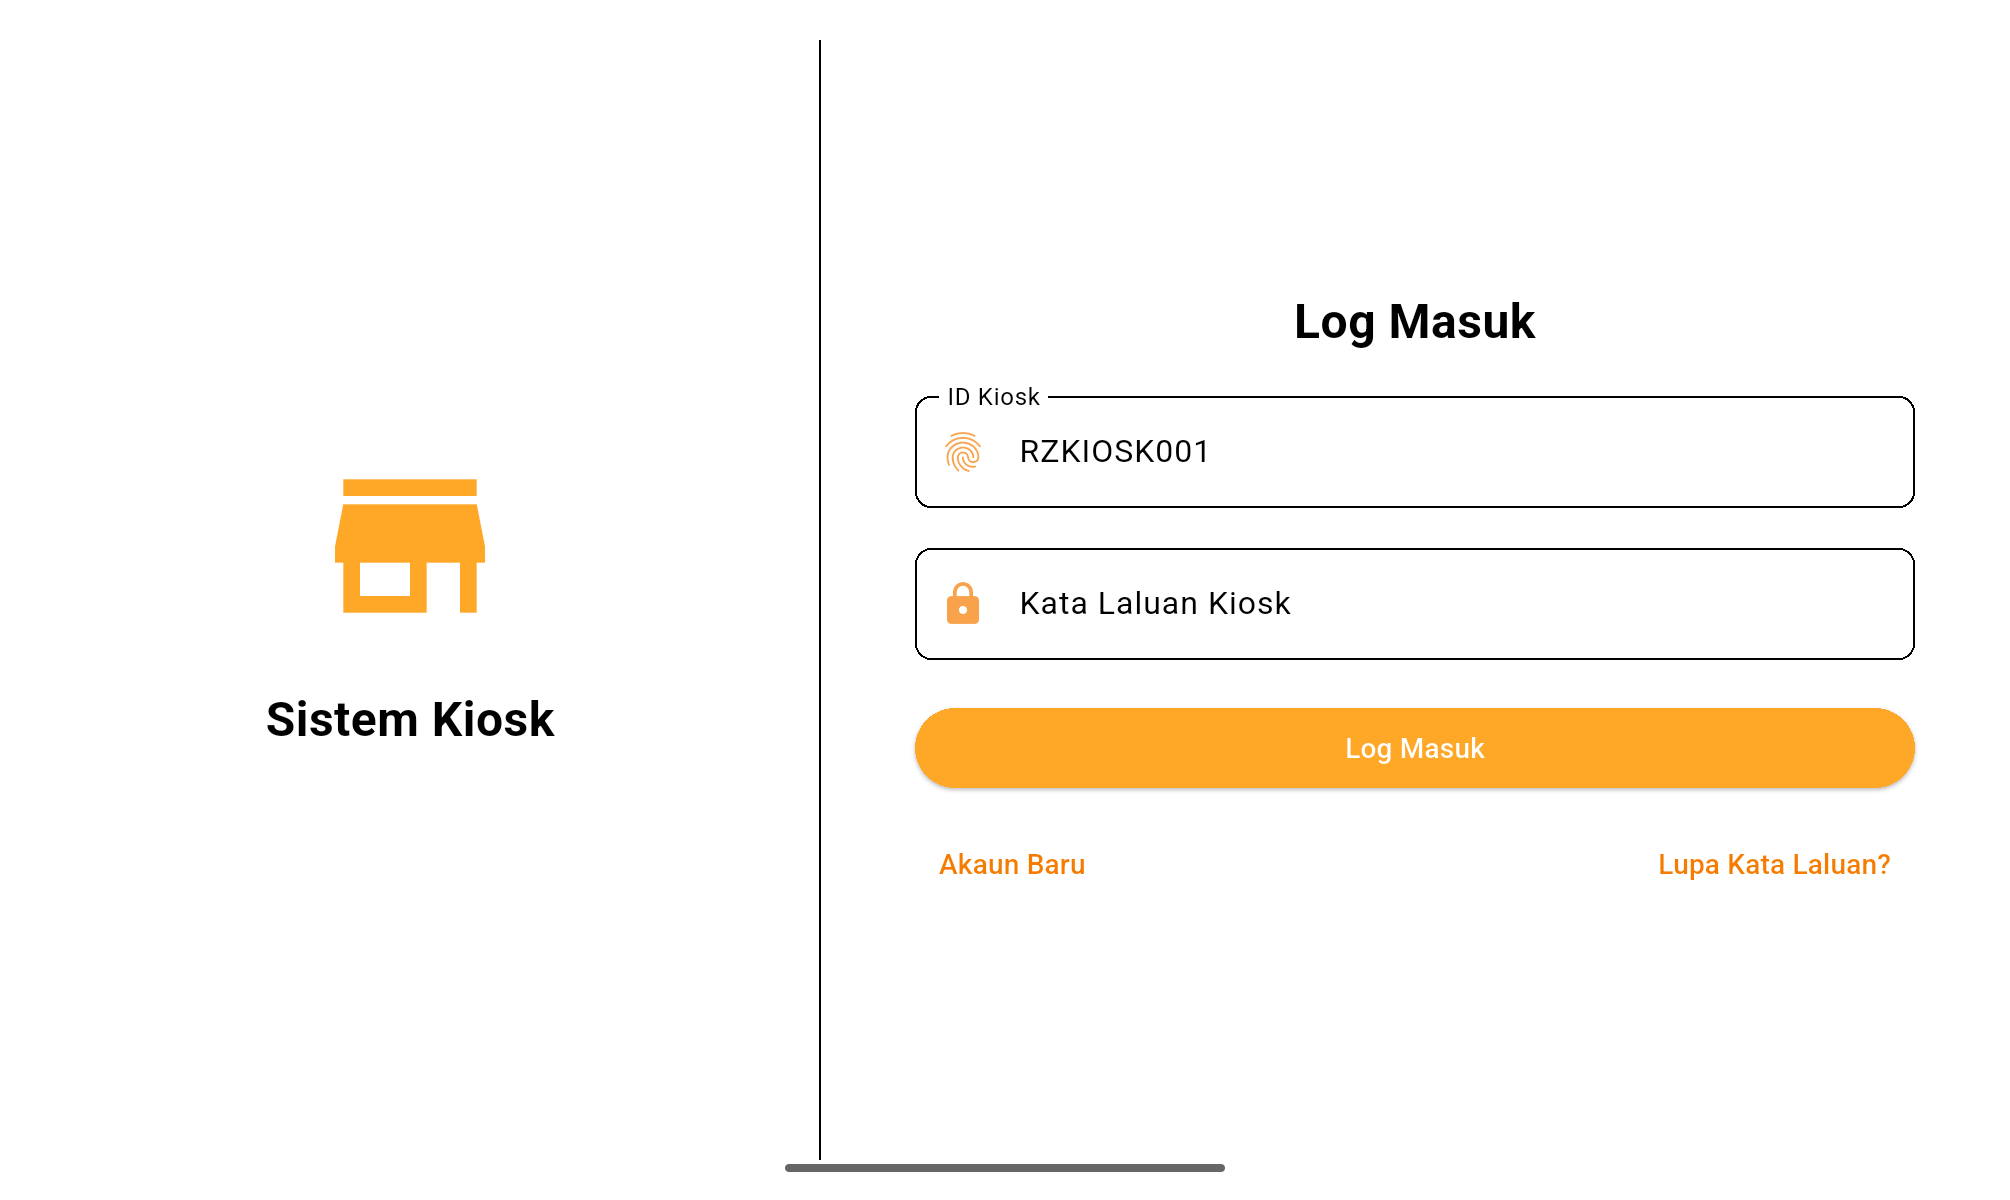 Sistem Kiosk
Log Masuk
ID Kiosk
RZKIOSK001
Kata Laluan Kiosk
Log Masuk
Akaun Baru
Lupa Kata Laluan?